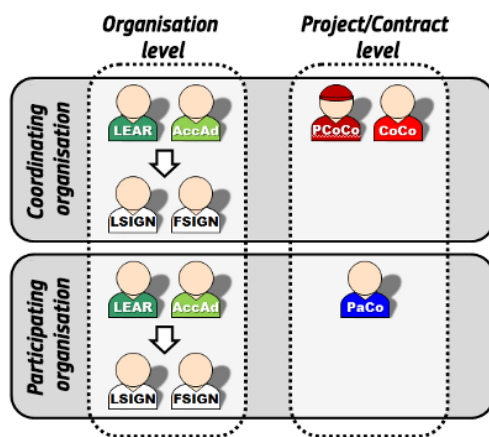 Organisation
level
Project/Contract
level
Coordinating
organisation
LEAR AccAd
PCoCo CoCo
LSIGN FSIGN
Participating
organisation
LEAR AccAd
PaCo
LSIGN FSIGN